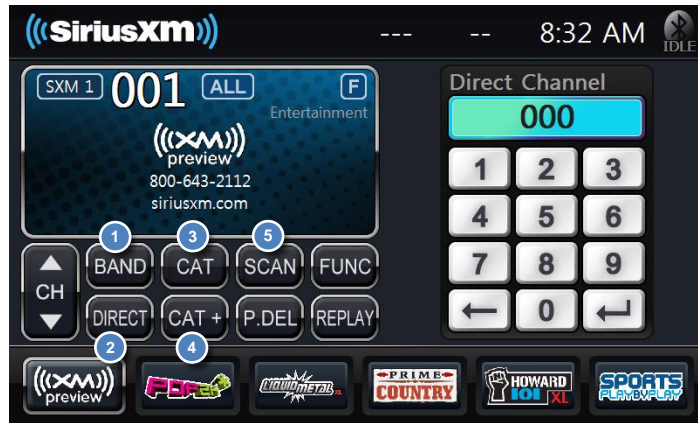 ((SiriusXM)) --- -- 8:32 AM IDLE
SXM 1 001 ALL F
Entertainment
((XM))
preview
800-643-2112
siriusxm.com
Direct Channel
000
1 2 3
4 5 6
7 8 9
← 0 ↵
CH
1 3 5
BAND CAT SCAN FUNC
DIRECT CAT + P.DEL REPLAY
2 4
((XM))
preview
POP2K
LIQUID METAL XL
PRIME
COUNTRY
HOWARD
101 XL
SPORTS
PLAY BY PLAY